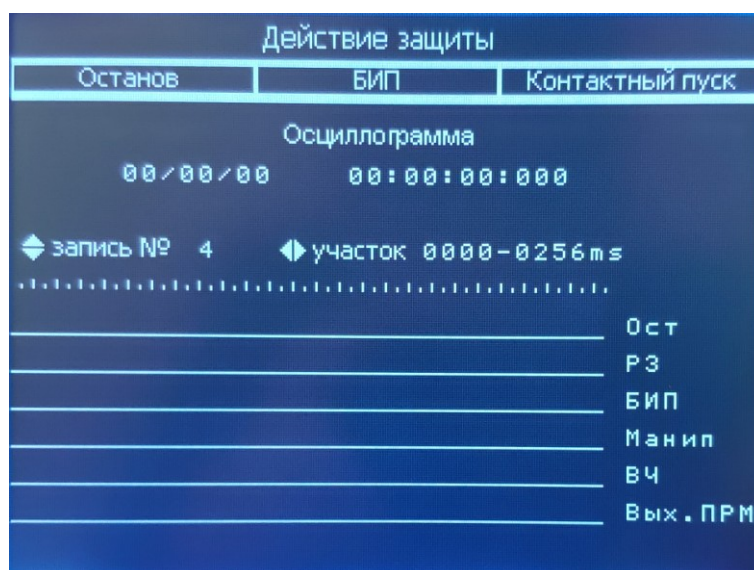 Действие защиты
Останов БИП Контактный пуск
Осциллограмма
00/00/00 00:00:00:000
запись № 4 участок 0000-0256ms
Ост
РЗ
БИП
Манип
ВЧ
Вых.ПРМ